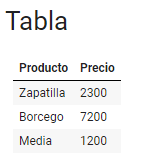 Tabla
Producto Precio
Zapatilla 2300
Borcego 7200
Media 1200